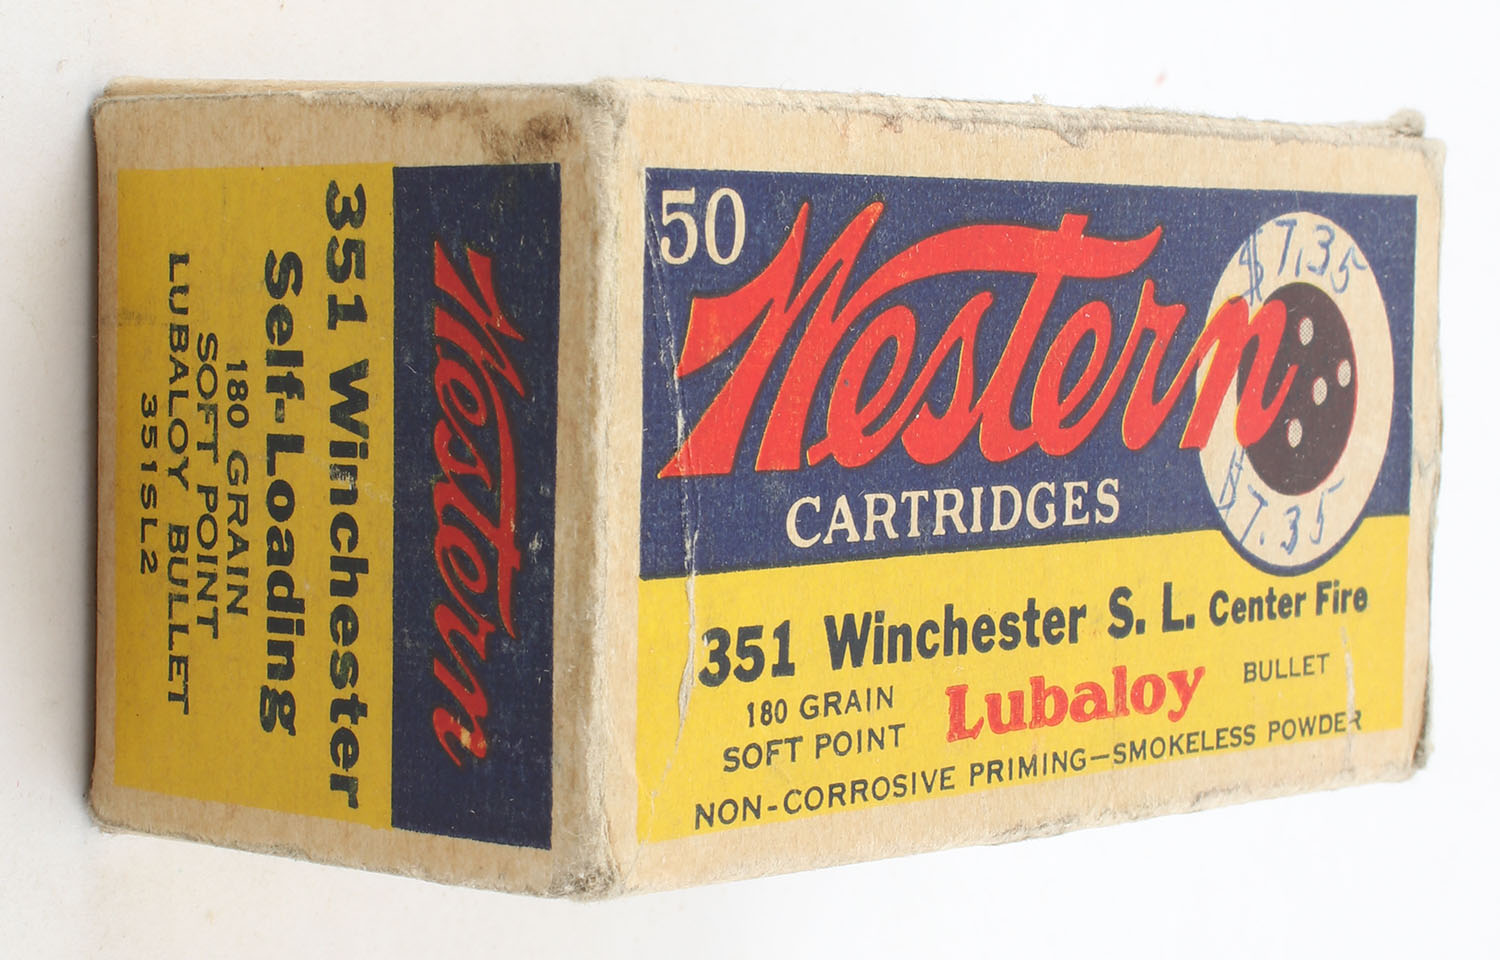 Western
351 Winchester
Self-Loading
180 GRAIN
SOFT POINT
LUBALOY BULLET
351SL2
50
Western
CARTRIDGES
$7.35
$7.35
351 Winchester S. L. Center Fire
180 GRAIN
SOFT POINT
Lubaloy
BULLET
NON-CORROSIVE PRIMING—SMOKELESS POWDER